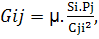 Gij = μ. Si.Pj / Cji²,